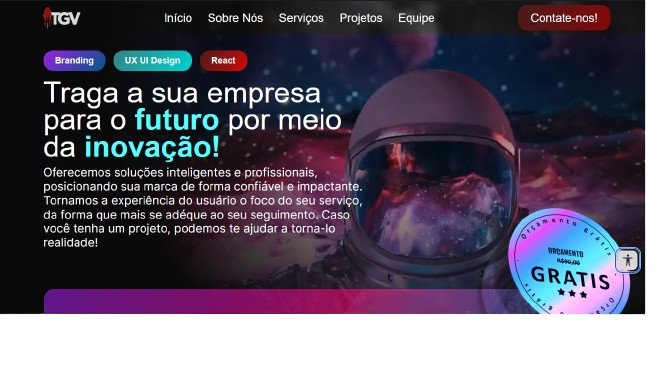 TGV
Início Sobre Nós Serviços Projetos Equipe
Contate-nos!
Branding
UX UI Design
React
Traga a sua empresa
para o futuro por meio
da inovação!
Oferecemos soluções inteligentes e profissionais,
posicionando sua marca de forma confiável e impactante.
Tornamos a experiência do usuário o foco do seu serviço,
da forma que mais se adéque ao seu seguimento. Caso
você tenha um projeto, podemos te ajudar a torna-lo
realidade!
Orçamento Grátis
ORÇAMENTO
R$90,00
GRATIS
Orçamento Grátis